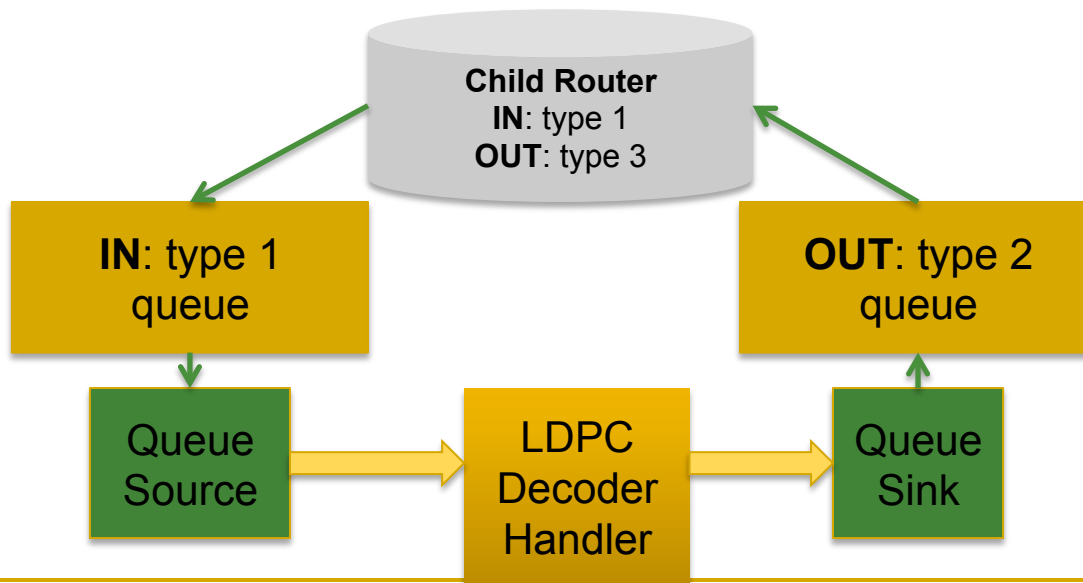 Child Router
IN: type 1
OUT: type 3
IN: type 1
queue
OUT: type 2
queue
Queue
Source
LDPC
Decoder
Handler
Queue
Sink